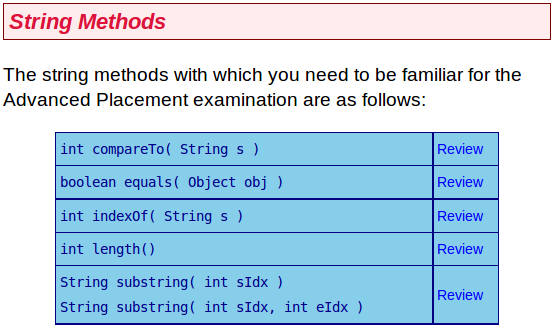 String Methods
The string methods with which you need to be familiar for the
Advanced Placement examination are as follows:
int compareTo( String s ) Review
boolean equals( Object obj ) Review
int indexOf( String s ) Review
int length() Review
String substring( int sIdx )
String substring( int sIdx, int eIdx ) Review